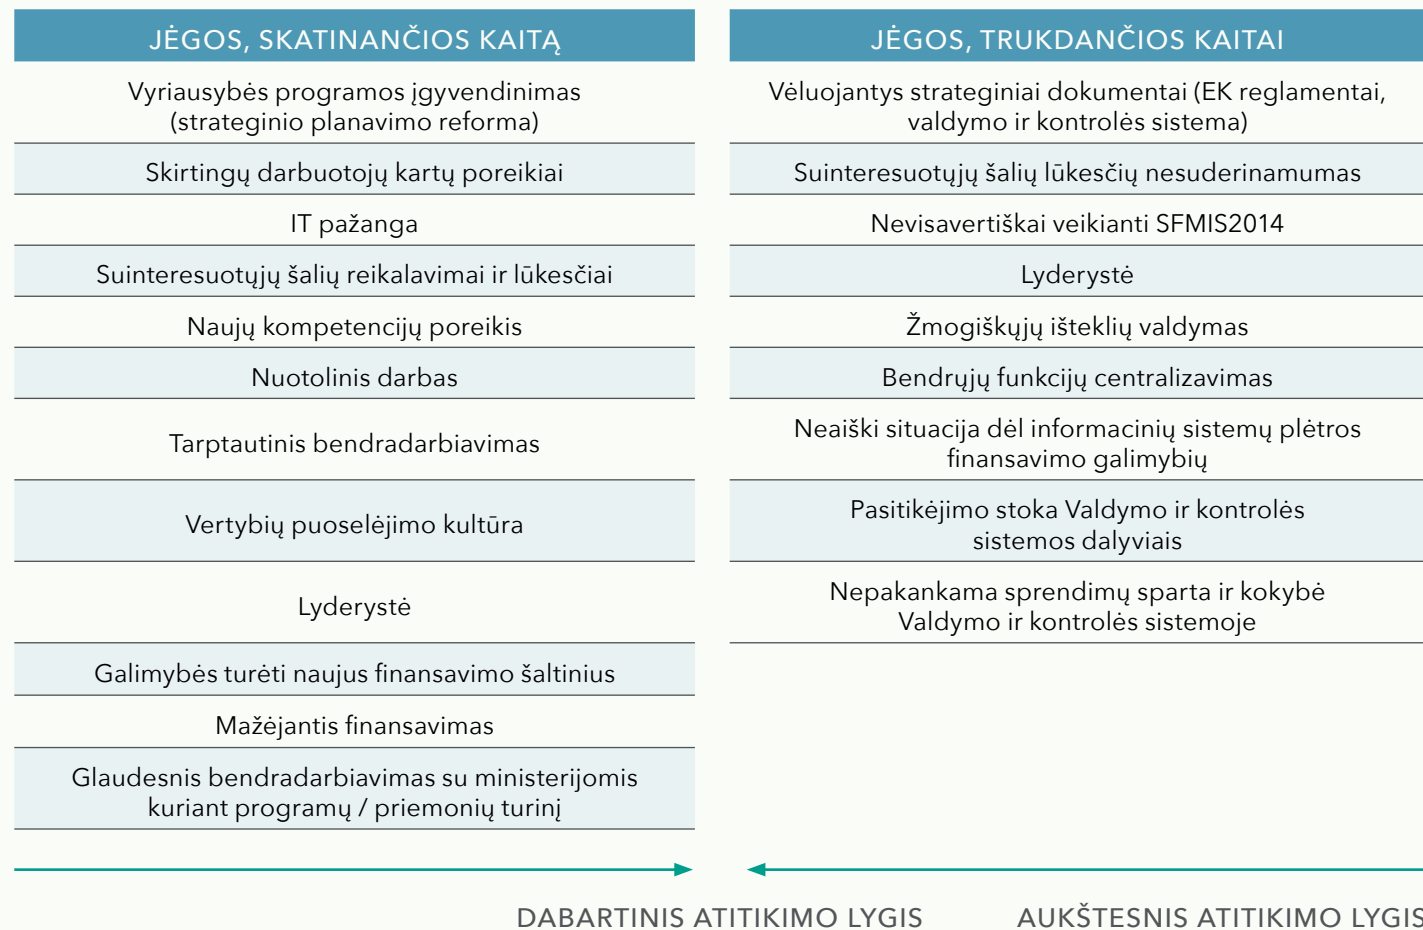 JĖGOS, SKATINANČIOS KAITĄ
Vyriausybės programos įgyvendinimas
(strateginio planavimo reforma)
Skirtingų darbuotojų kartų poreikiai
IT pažanga
Suinteresuotųjų šalių reikalavimai ir lūkesčiai
Naujų kompetencijų poreikis
Nuotolinis darbas
Tarptautinis bendradarbiavimas
Vertybių puoselėjimo kultūra
Lyderystė
Galimybės turėti naujus finansavimo šaltinius
Mažėjantis finansavimas
Glaudesnis bendradarbiavimas su ministerijomis
kuriant programų / priemonių turinį
JĖGOS, TRUKDANČIOS KAITAI
Vėluojantys strateginiai dokumentai (EK reglamentai,
valdymo ir kontrolės sistema)
Suinteresuotųjų šalių lūkesčių nesuderinamumas
Nevisavertiškai veikianti SFMIS2014
Lyderystė
Žmogiškųjų išteklių valdymas
Bendrųjų funkcijų centralizavimas
Neaiški situacija dėl informacinių sistemų plėtros
finansavimo galimybių
Pasitikėjimo stoka Valdymo ir kontrolės
sistemos dalyviais
Nepakankama sprendimų sparta ir kokybė
Valdymo ir kontrolės sistemoje
DABARTINIS ATITIKIMO LYGIS
AUKŠTESNIS ATITIKIMO LYGIS